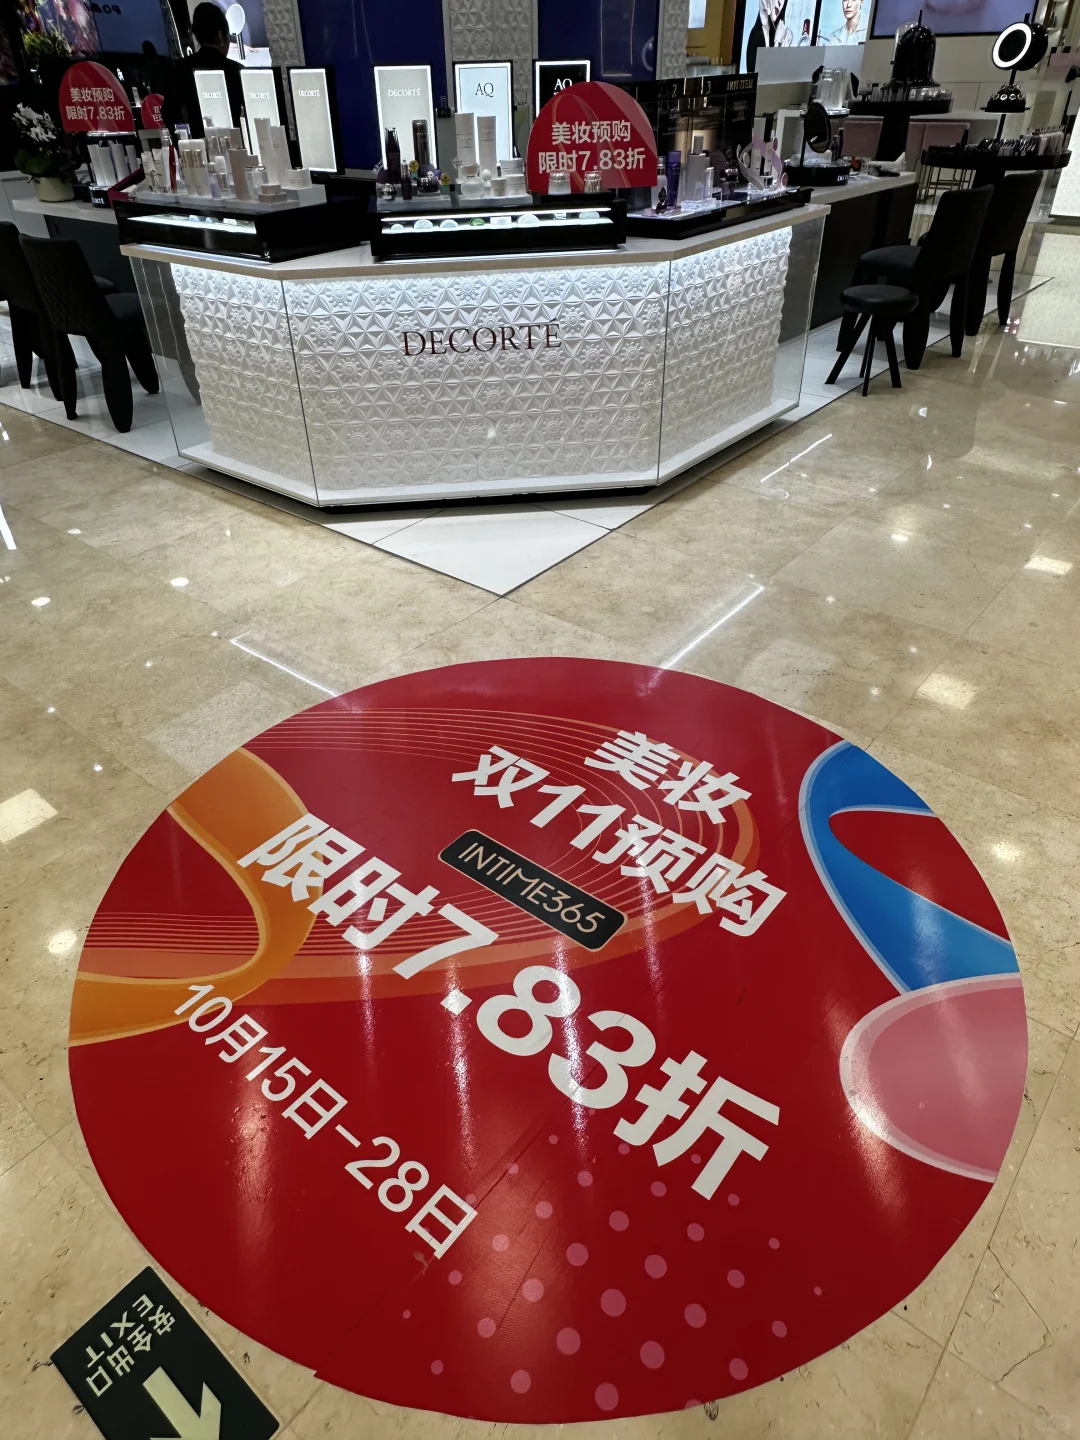 美妆预购
限时7.83折
DECORTÉ
DECORTÉ
DECORTÉ
DECORTÉ
AQ
AQ
美妆预购
限时7.83折
DECORTÉ
美妆
双11预购
INTIME365
限时7.83折
10月15日-28日
安全出口
EXIT